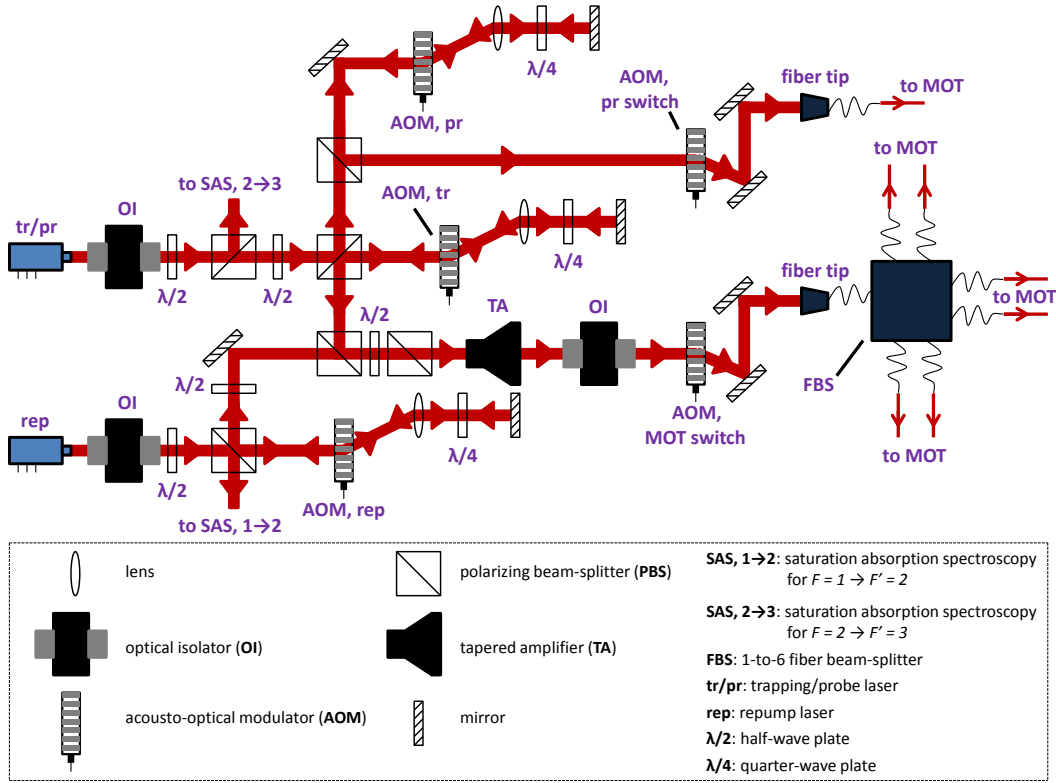 λ/4
AOM, pr
AOM,
pr switch
fiber tip
to MOT
to MOT
to SAS, 2→3
AOM, tr
tr/pr
OI
λ/2
λ/2
λ/4
fiber tip
to MOT
λ/2
TA
OI
FBS
λ/2
AOM,
MOT switch
to MOT
rep
OI
λ/2
λ/4
AOM, rep
to SAS, 1→2
lens
optical isolator (OI)
acousto-optical modulator (AOM)
polarizing beam-splitter (PBS)
tapered amplifier (TA)
mirror
SAS, 1→2: saturation absorption spectroscopy
for F = 1 → F' = 2
SAS, 2→3: saturation absorption spectroscopy
for F = 2 → F' = 3
FBS: 1-to-6 fiber beam-splitter
tr/pr: trapping/probe laser
rep: repump laser
λ/2: half-wave plate
λ/4: quarter-wave plate